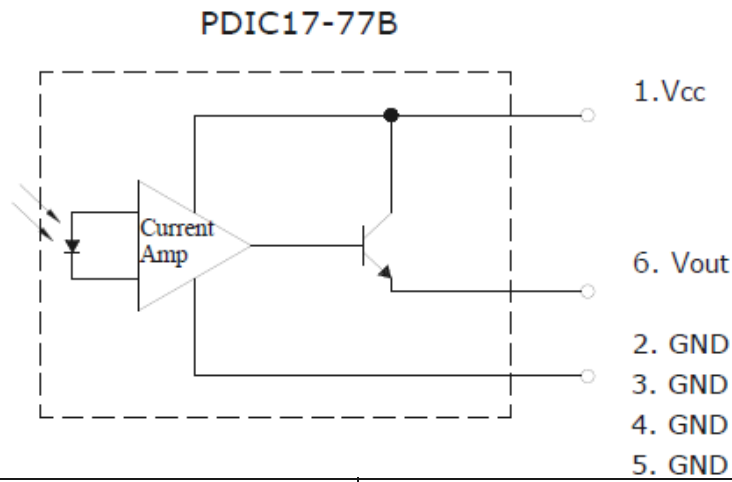 PDIC17-77B
1.Vcc
Current
Amp
6. Vout
2. GND
3. GND
4. GND
5. GND